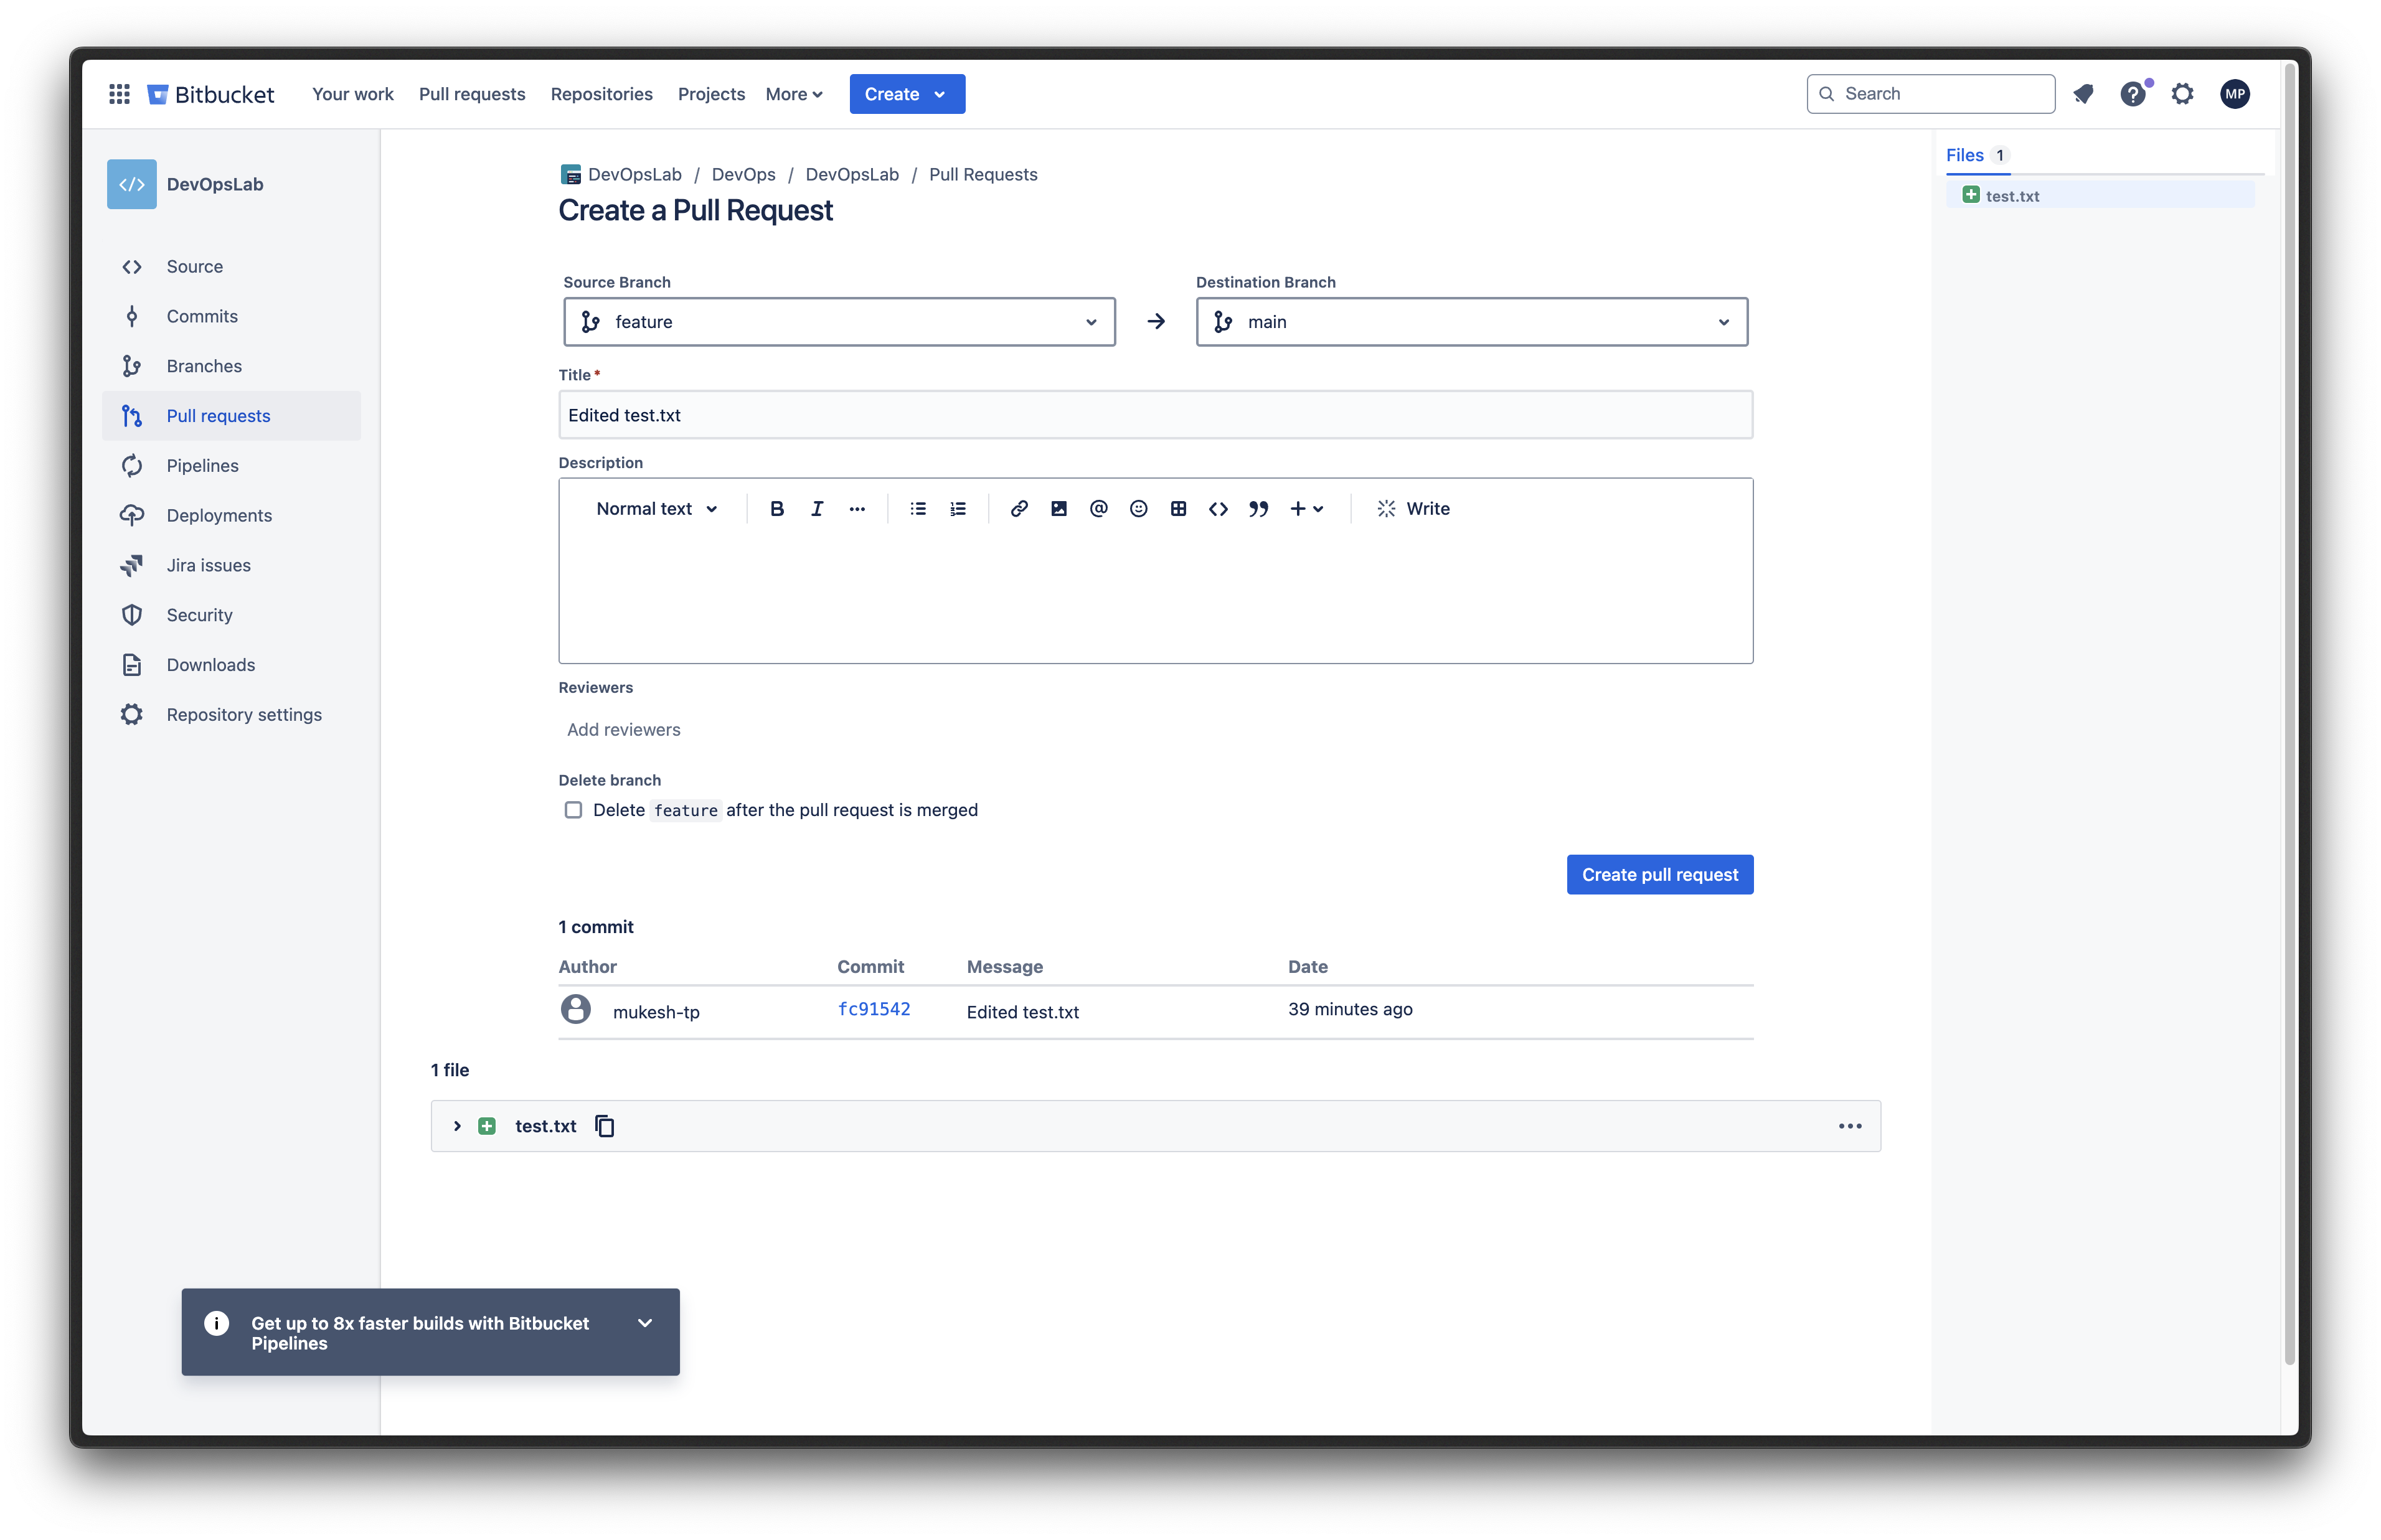 Bitbucket
Your work
Pull requests
Repositories
Projects
More
Create
Search
MP
DevOpsLab
Source
Commits
Branches
Pull requests
Pipelines
Deployments
Jira issues
Security
Downloads
Repository settings
DevOpsLab / DevOps / DevOpsLab / Pull Requests
Create a Pull Request
Source Branch
feature
Destination Branch
main
Title *
Edited test.txt
Description
Normal text
Write
Reviewers
Add reviewers
Delete branch
Delete feature after the pull request is merged
Create pull request
1 commit
Author Commit Message Date
mukesh-tp fc91542 Edited test.txt 39 minutes ago
1 file
test.txt
Files 1
test.txt
Get up to 8x faster builds with Bitbucket
Pipelines